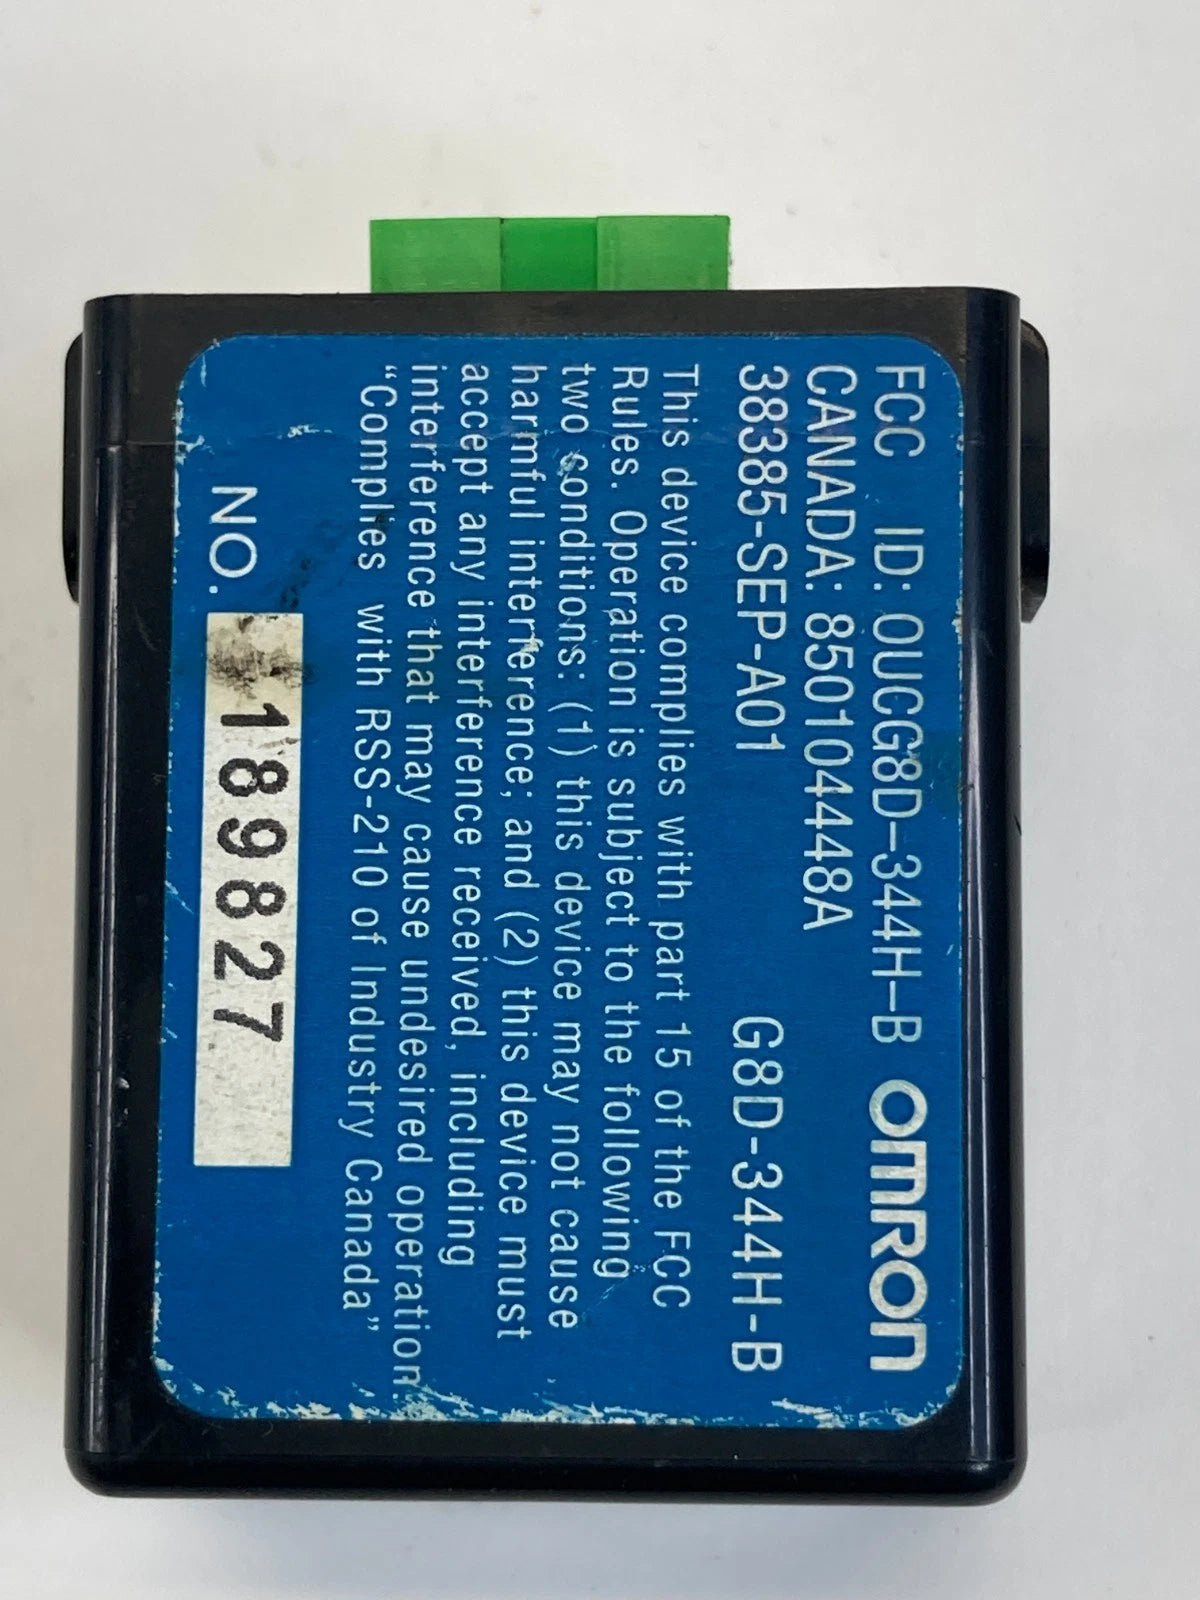 FCC ID: OUCG8D-344H-B OMRON
CANADA: 850104448A
38385-SEP-A01 G8D-344H-B
This device complies with part 15 of the FCC
Rules. Operation is subject to the following
two conditions: (1) this device may not cause
harmful interference; and (2) this device must
accept any interference received, including
interference that may cause undesired operation.
"Complies with RSS-210 of Industry Canada"
NO. 189827